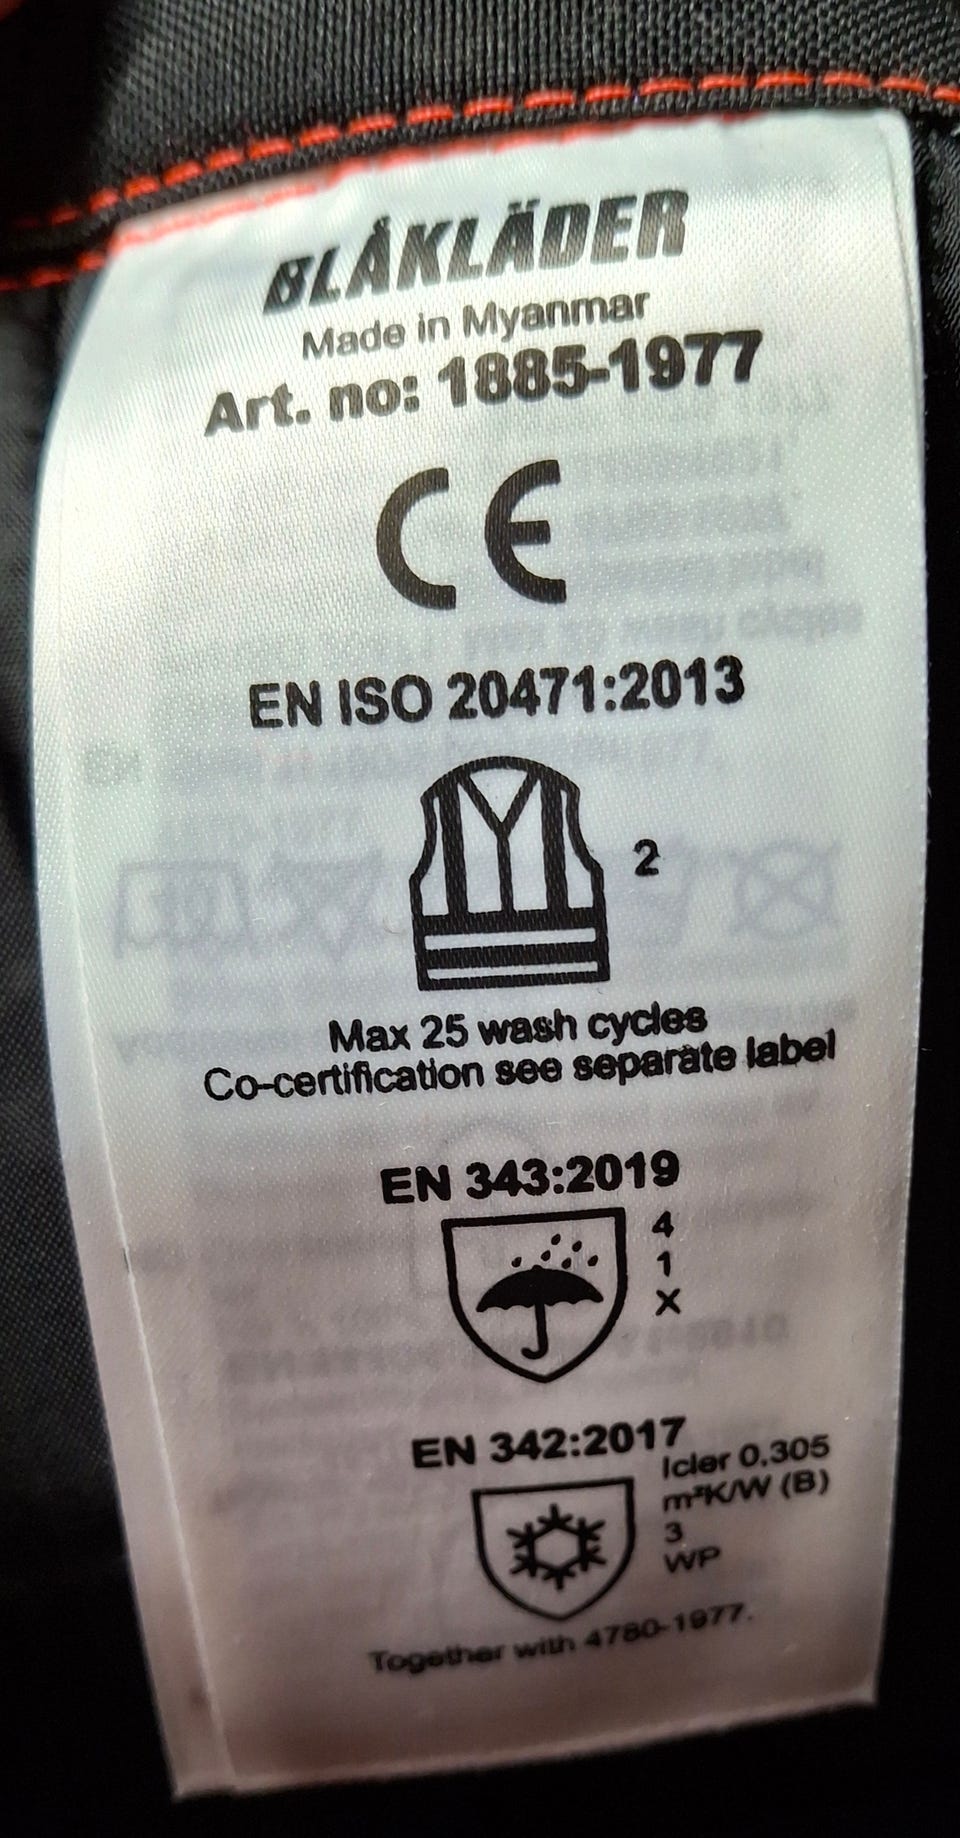 BLÅKLÄDER
Made in Myanmar
Art. no: 1885-1977
CE
EN ISO 20471:2013
2
Max 25 wash cycles
Co-certification see separate label
EN 343:2019
4
1
X
EN 342:2017
Icler 0.305
m²K/W (B)
3
WP
Together with 4780-1977.